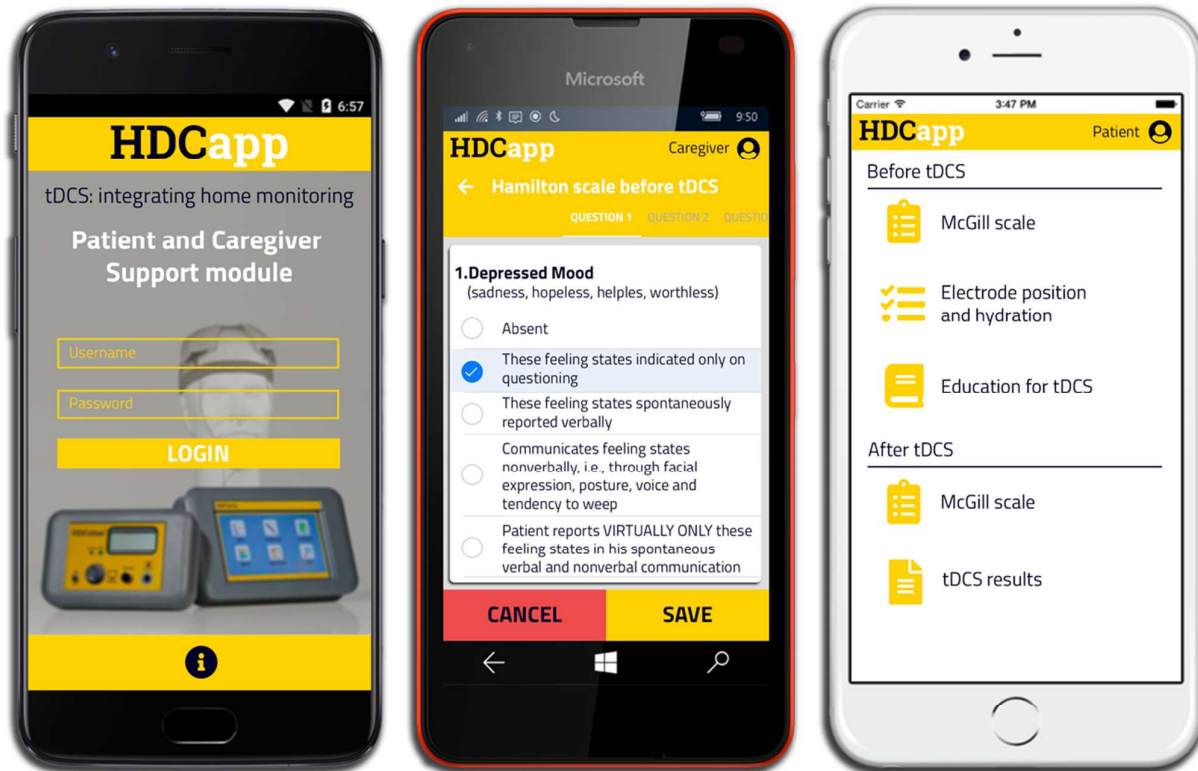 6:57
HDCapp
tDCS: integrating home monitoring
Patient and Caregiver
Support module
Username
Password
LOGIN
Microsoft
9:50
HDCapp
Caregiver
Hamilton scale before tDCS
QUESTION 1 QUESTION 2 QUESTIO
1.Depressed Mood
(sadness, hopeless, helples, worthless)
Absent
These feeling states indicated only on
questioning
These feeling states spontaneously
reported verbally
Communicates feeling states
nonverbally, i.e., through facial
expression, posture, voice and
tendency to weep
Patient reports VIRTUALLY ONLY these
feeling states in his spontaneous
verbal and nonverbal communication
CANCEL SAVE
Carrier 3:47 PM
HDCapp
Patient
Before tDCS
McGill scale
Electrode position
and hydration
Education for tDCS
After tDCS
McGill scale
tDCS results